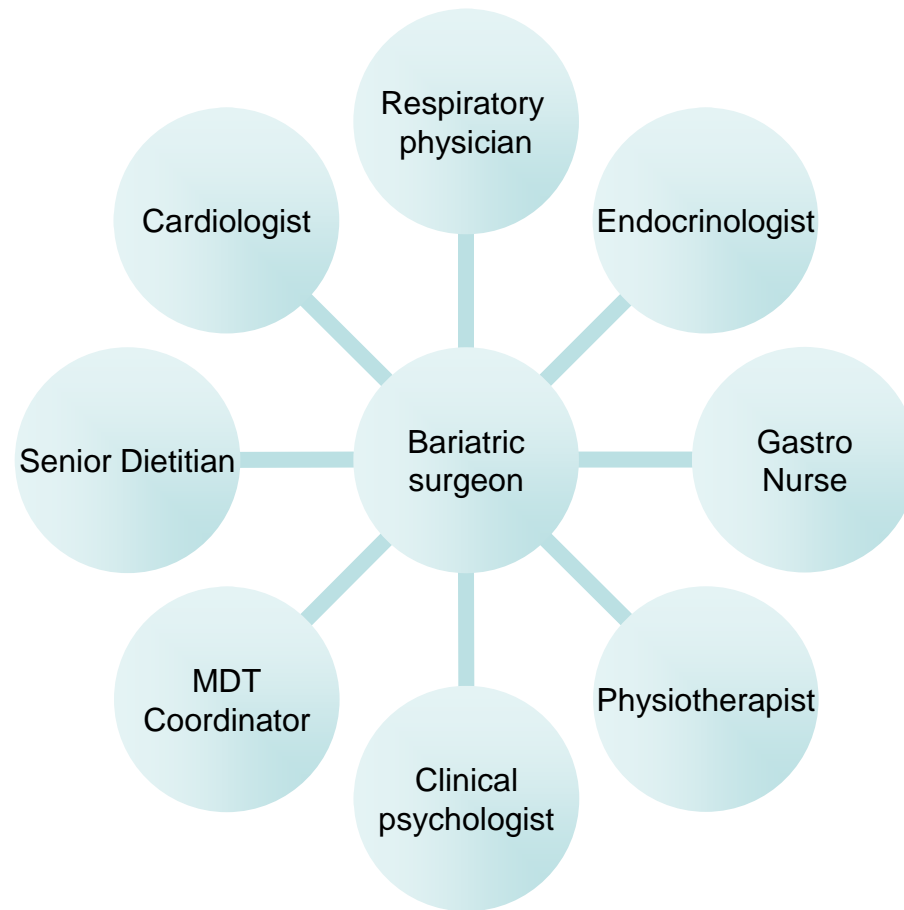 Respiratory
physician
Cardiologist
Endocrinologist
Senior Dietitian
Bariatric
surgeon
Gastro
Nurse
MDT
Coordinator
Physiotherapist
Clinical
psychologist